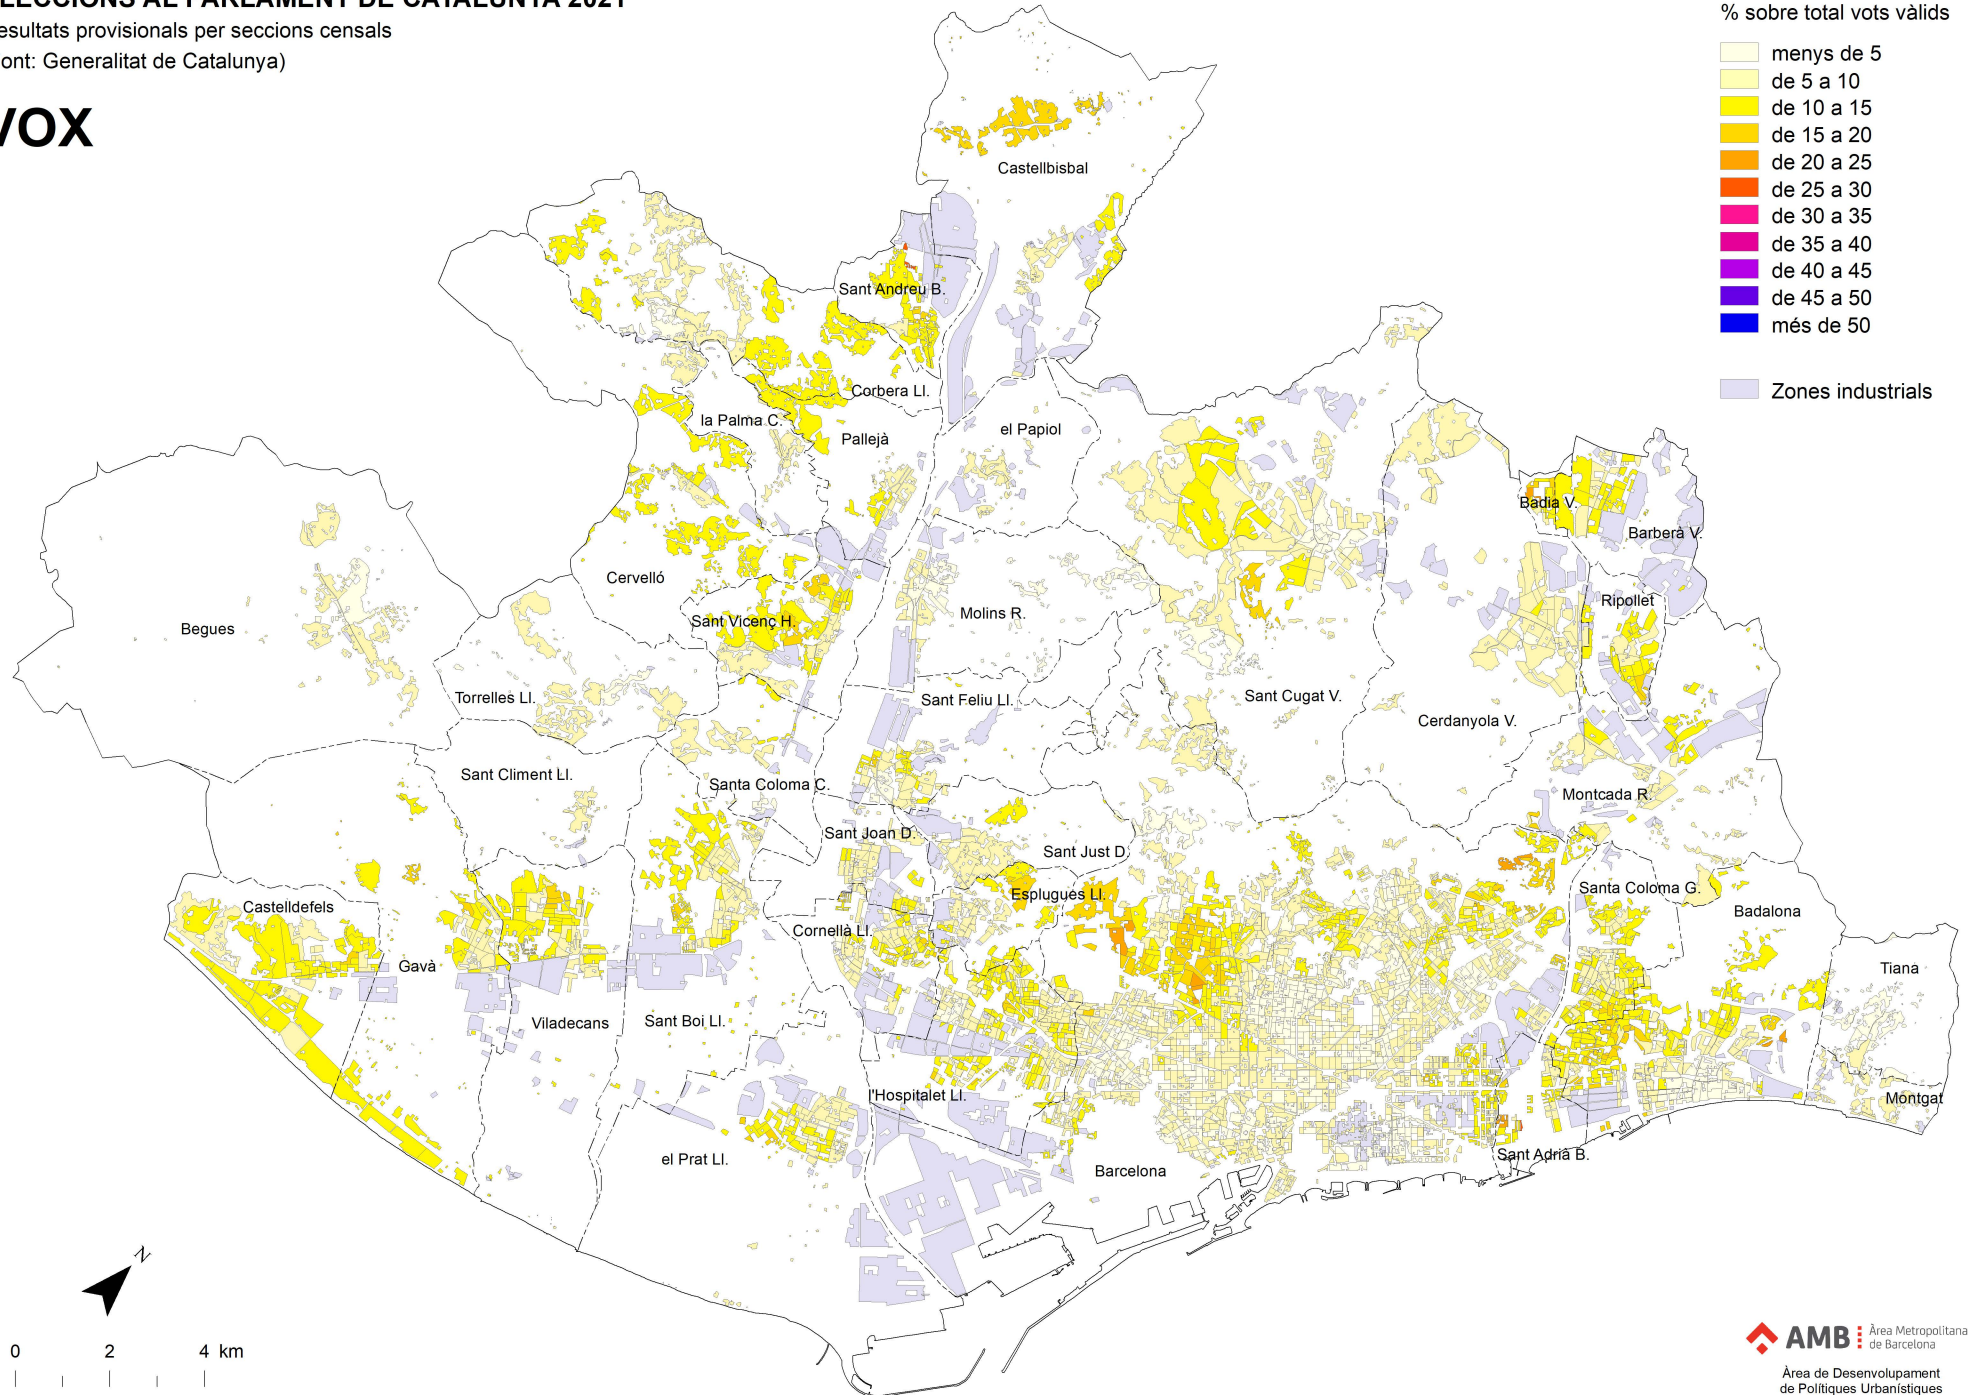 LECCIONS AL PARLAMENT DE CATALUNYA 2021
esultats provisionals per seccions censals
ont: Generalitat de Catalunya)
VOX
% sobre total vots vàlids
menys de 5
de 5 a 10
de 10 a 15
de 15 a 20
de 20 a 25
de 25 a 30
de 30 a 35
de 35 a 40
de 40 a 45
de 45 a 50
més de 50
Zones industrials
Castellbisbal
Sant Andreu B.
Corbera Ll.
la Palma C.
Pallejà
el Papiol
Badia V.
Barberà V.
Cervelló
Ripollet
Begues
Sant Vicenç H.
Molins R.
Torrelles Ll.
Sant Feliu Ll.
Sant Cugat V.
Cerdanyola V.
Sant Climent Ll.
Santa Coloma C.
Montcada R.
Sant Joan D.
Sant Just D.
Esplugues Ll.
Santa Coloma G.
Castelldefels
Badalona
Cornellà Ll.
Gavà
Tiana
Viladecans
Sant Boi Ll.
l'Hospitalet Ll.
Montgat
el Prat Ll.
Barcelona
Sant Adrià B.
N
0 2 4 km
AMB
Àrea Metropolitana
de Barcelona
Àrea de Desenvolupament
de Polítiques Urbanístiques